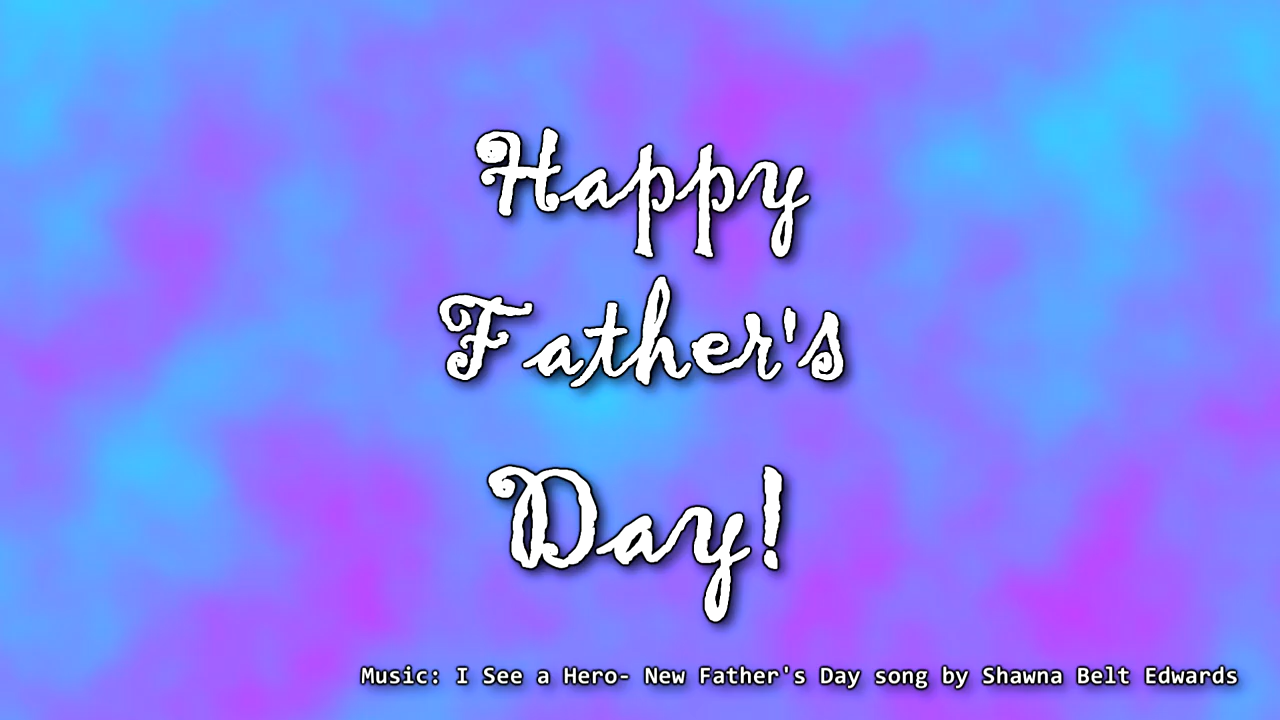 Happy
Father's
Day!
Music: I See a Hero- New Father's Day song by Shawna Belt Edwards